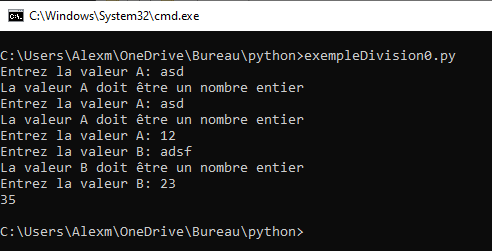 C:\Windows\System32\cmd.exe
C:\Users\Alexm\OneDrive\Bureau\python>exempleDivision0.py
Entrez la valeur A: asd
La valeur A doit être un nombre entier
Entrez la valeur A: asd
La valeur A doit être un nombre entier
Entrez la valeur A: 12
Entrez la valeur B: adsf
La valeur B doit être un nombre entier
Entrez la valeur B: 23
35
C:\Users\Alexm\OneDrive\Bureau\python>